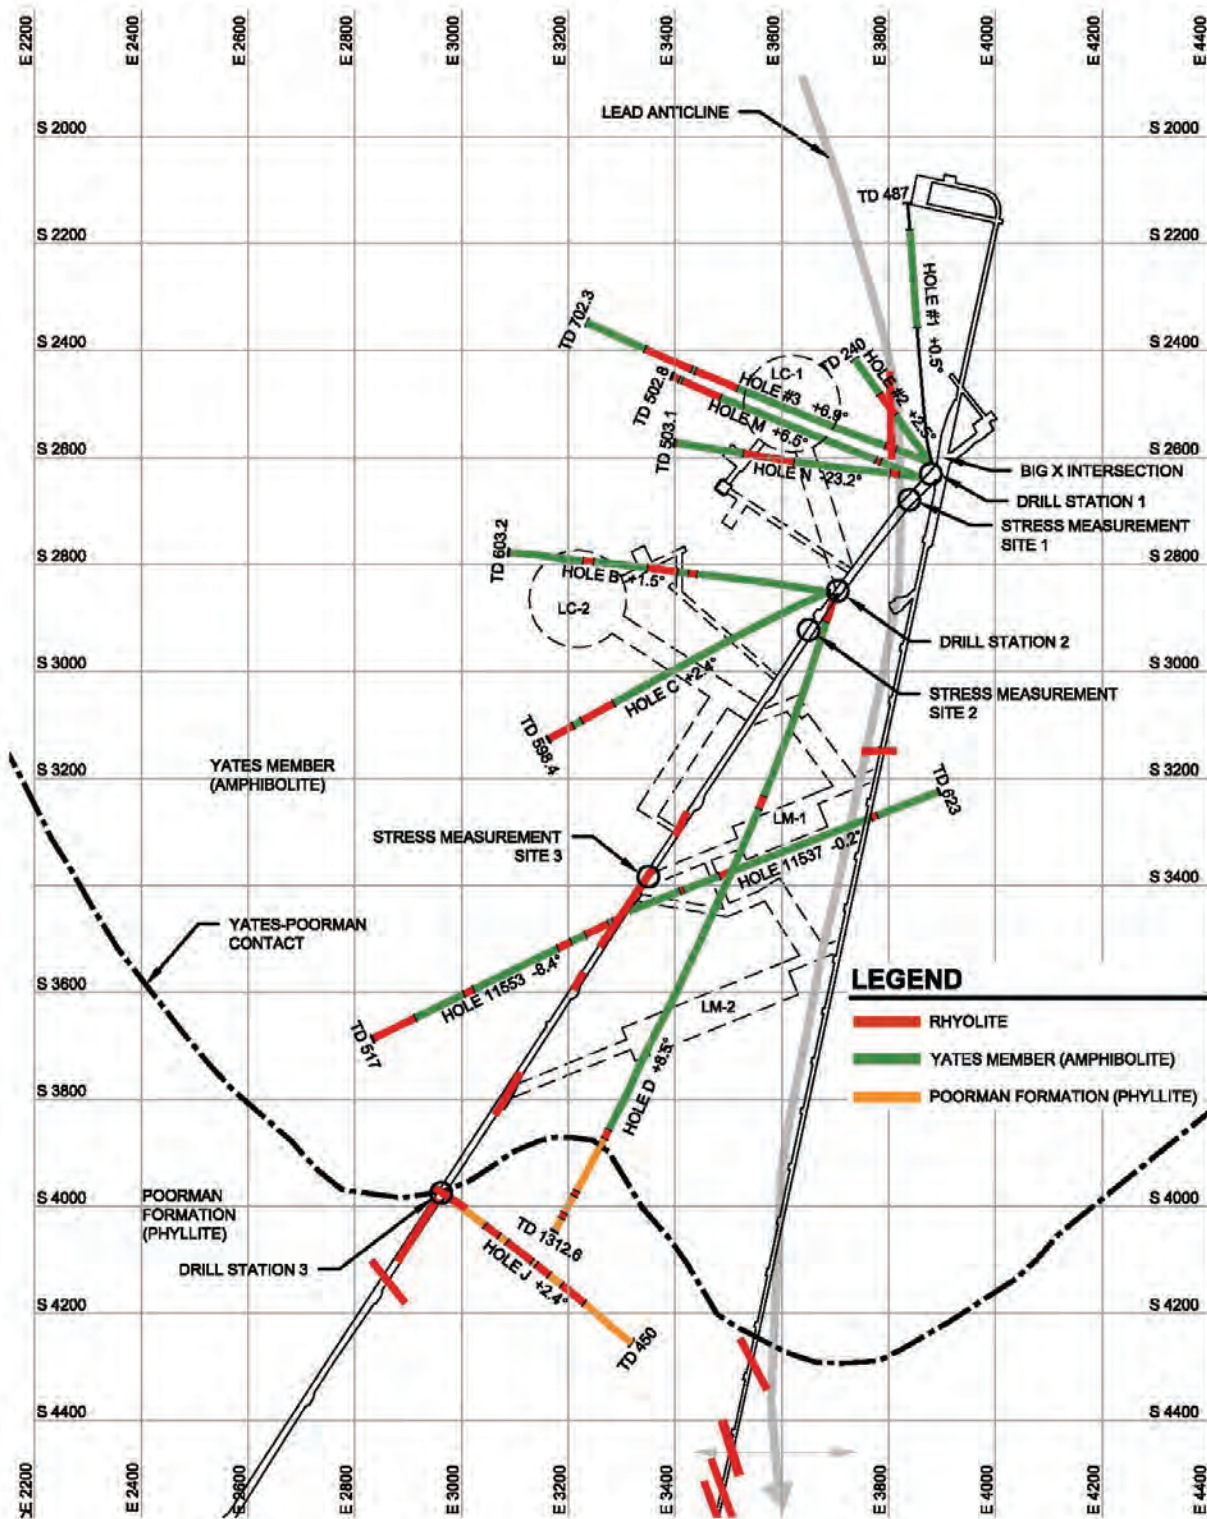 E 2200
E 2400
E 2600
E 2800
E 3000
E 3200
E 3400
E 3600
E 3800
E 4000
E 4200
E 4400
LEAD ANTICLINE
S 2000
S 2000
TD 487
S 2200
S 2200
HOLE #1 +0.5°
TD 702.3
S 2400
S 2400
TD 240
HOLE #2 +2.5°
LC-1
HOLE #3 +6.9°
TD 502.8
HOLE M +6.6°
TD 503.1
HOLE N -23.2°
S 2600
S 2600
BIG X INTERSECTION
DRILL STATION 1
STRESS MEASUREMENT
SITE 1
TD 603.2
S 2800
S 2800
HOLE B +1.5°
LC-2
DRILL STATION 2
S 3000
S 3000
HOLE C +2.4°
STRESS MEASUREMENT
SITE 2
TD 598.4
YATES MEMBER
(AMPHIBOLITE)
S 3200
S 3200
TD 623
LM-1
STRESS MEASUREMENT
SITE 3
HOLE 11537 -0.2°
S 3400
S 3400
YATES-POORMAN
CONTACT
HOLE 11553 -8.4°
S 3600
LEGEND
RHYOLITE
YATES MEMBER (AMPHIBOLITE)
POORMAN FORMATION (PHYLLITE)
LM-2
TD 517
HOLE D +8.5°
S 3800
S 3800
POORMAN
FORMATION
(PHYLLITE)
S 4000
S 4000
TD 1312.6
HOLE J +2.4°
DRILL STATION 3
TD 450
S 4200
S 4200
S 4400
S 4400
E 2200
E 2400
E 2600
E 2800
E 3000
E 3200
E 3400
E 3600
E 3800
E 4000
E 4200
E 4400